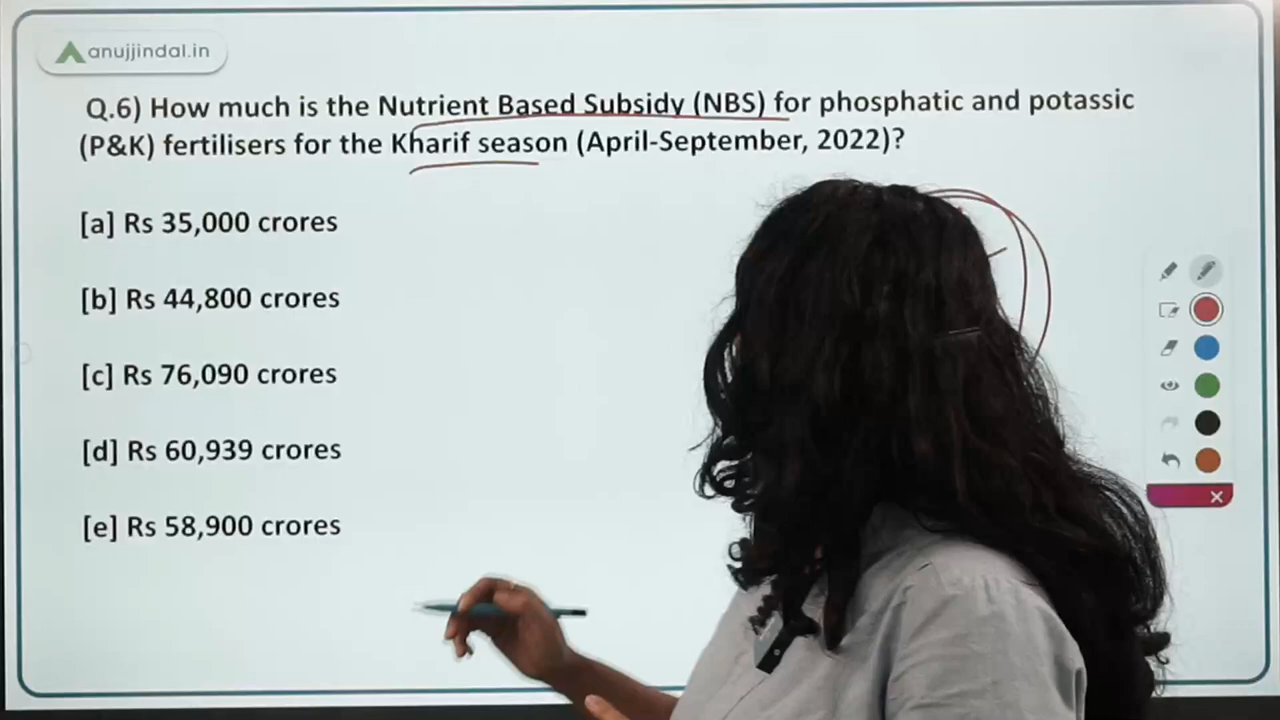 anujjindal.in
Q.6) How much is the Nutrient Based Subsidy (NBS) for phosphatic and potassic
(P&K) fertilisers for the Kharif season (April-September, 2022)?
[a] Rs 35,000 crores
[b] Rs 44,800 crores
[c] Rs 76,090 crores
[d] Rs 60,939 crores
[e] Rs 58,900 crores